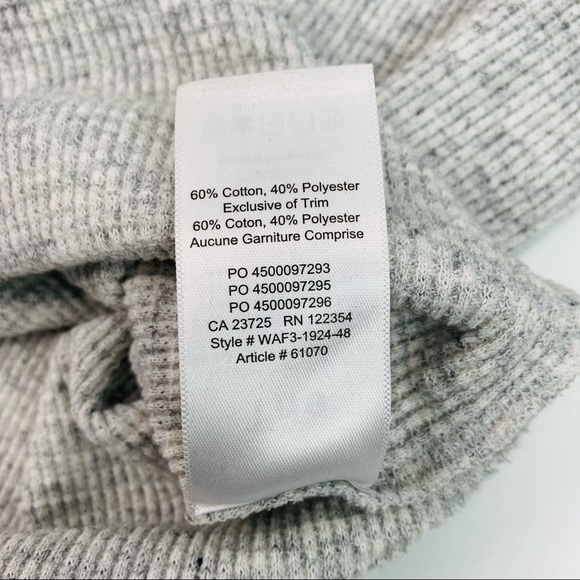 60% Cotton, 40% Polyester
Exclusive of Trim
60% Coton, 40% Polyester
Aucune Garniture Comprise
PO 4500097293
PO 4500097295
PO 4500097296
CA 23725 RN 122354
Style # WAF3-1924-48
Article # 61070